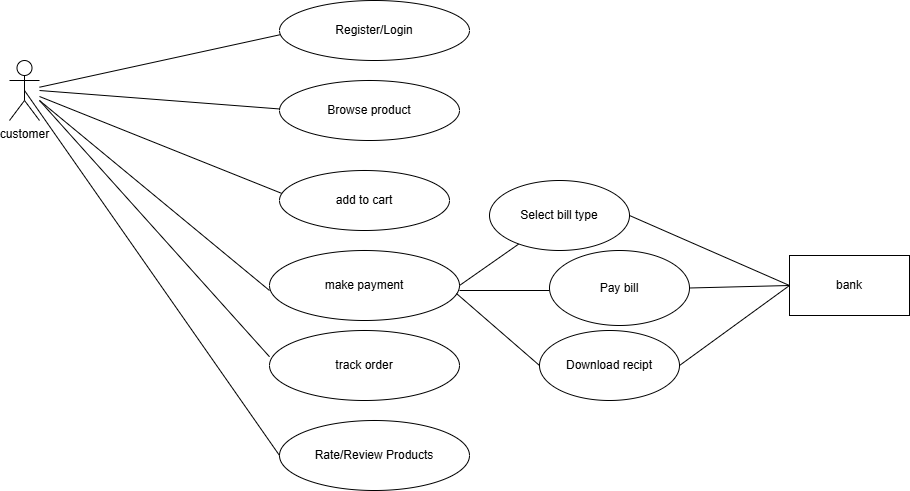 Register/Login
Browse product
customer
add to cart
Select bill type
make payment
Pay bill
bank
track order
Download recipt
Rate/Review Products